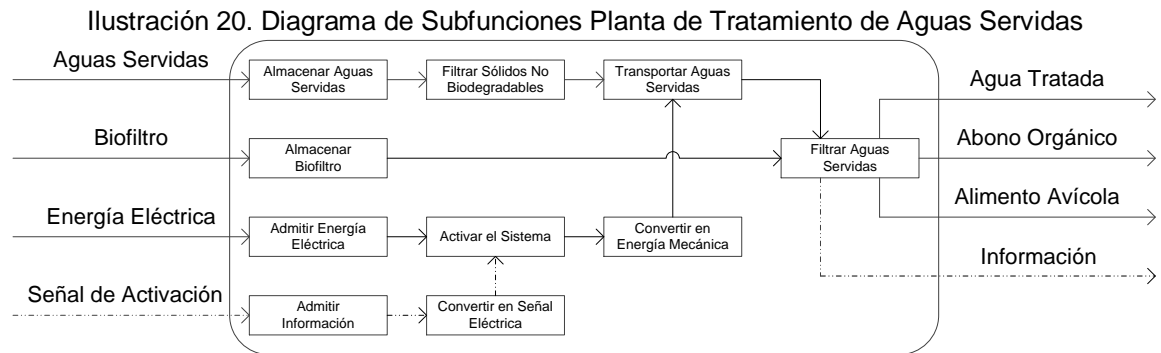 Ilustración 20. Diagrama de Subfunciones Planta de Tratamiento de Aguas Servidas
Aguas Servidas
Almacenar Aguas
Servidas
Filtrar Sólidos No
Biodegradables
Transportar Aguas
Servidas
Agua Tratada
Biofiltro
Almacenar
Biofiltro
Filtrar Aguas
Servidas
Abono Orgánico
Alimento Avícola
Energía Eléctrica
Admitir Energía
Eléctrica
Activar el Sistema
Convertir en
Energía Mecánica
Información
Señal de Activación
Admitir
Información
Convertir en Señal
Eléctrica